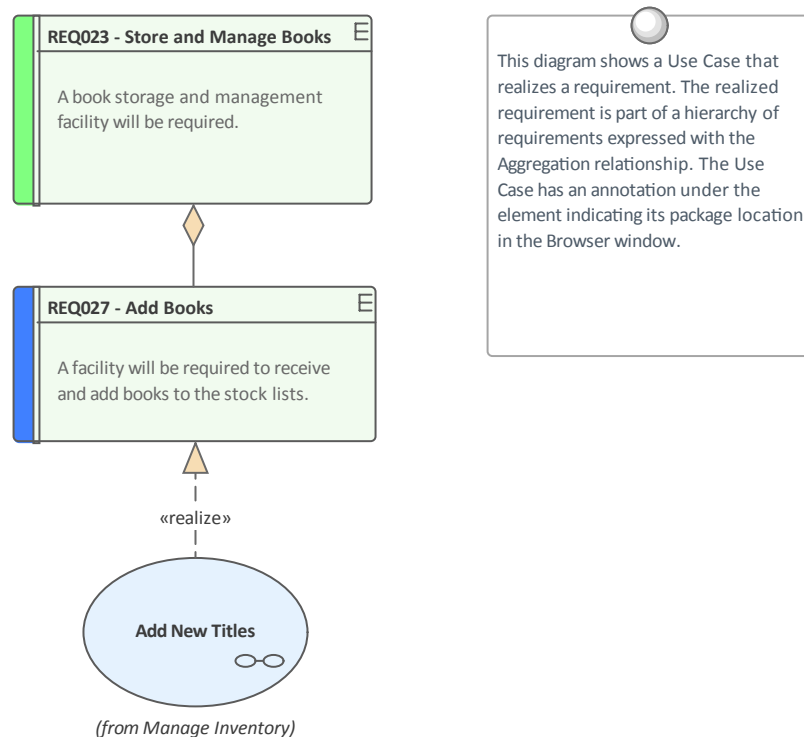 REQ023 - Store and Manage Books
E
A book storage and management
facility will be required.
This diagram shows a Use Case that
realizes a requirement. The realized
requirement is part of a hierarchy of
requirements expressed with the
Aggregation relationship. The Use
Case has an annotation under the
element indicating its package location
in the Browser window.
REQ027 - Add Books
E
A facility will be required to receive
and add books to the stock lists.
«realize»
Add New Titles
(from Manage Inventory)